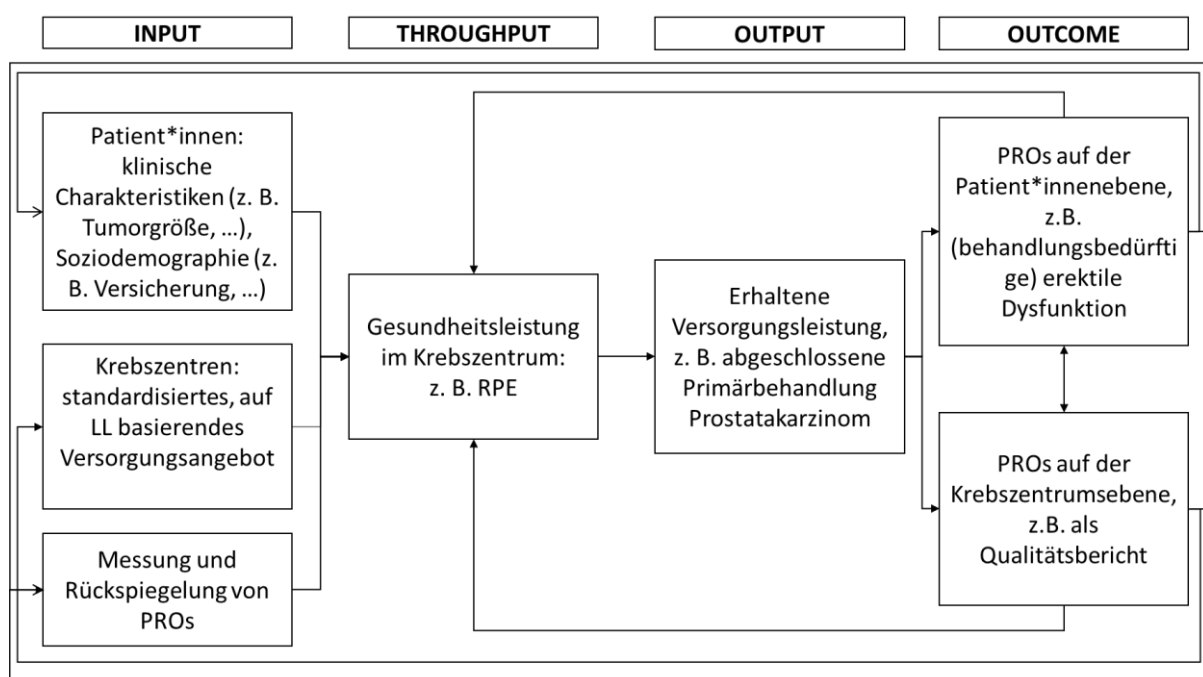 INPUT
THROUGHPUT
OUTPUT
OUTCOME
Patient*innen:
klinische
Charakteristiken (z. B.
Tumorgröße, ...),
Soziodemographie (z.
B. Versicherung, ...)
Krebszentren:
standardisiertes, auf
LL basierendes
Versorgungsangebot
Messung und
Rückspiegelung von
PROs
Gesundheitsleistung
im Krebszentrum:
z. B. RPE
Erhaltene
Versorgungsleistung,
z. B. abgeschlossene
Primärbehandlung
Prostatakarzinom
PROs auf der
Patient*innenebene,
z.B.
(behandlungsbedürfti
ge) erektile
Dysfunktion
PROs auf der
Krebszentrumsebene,
z.B. als
Qualitätsbericht